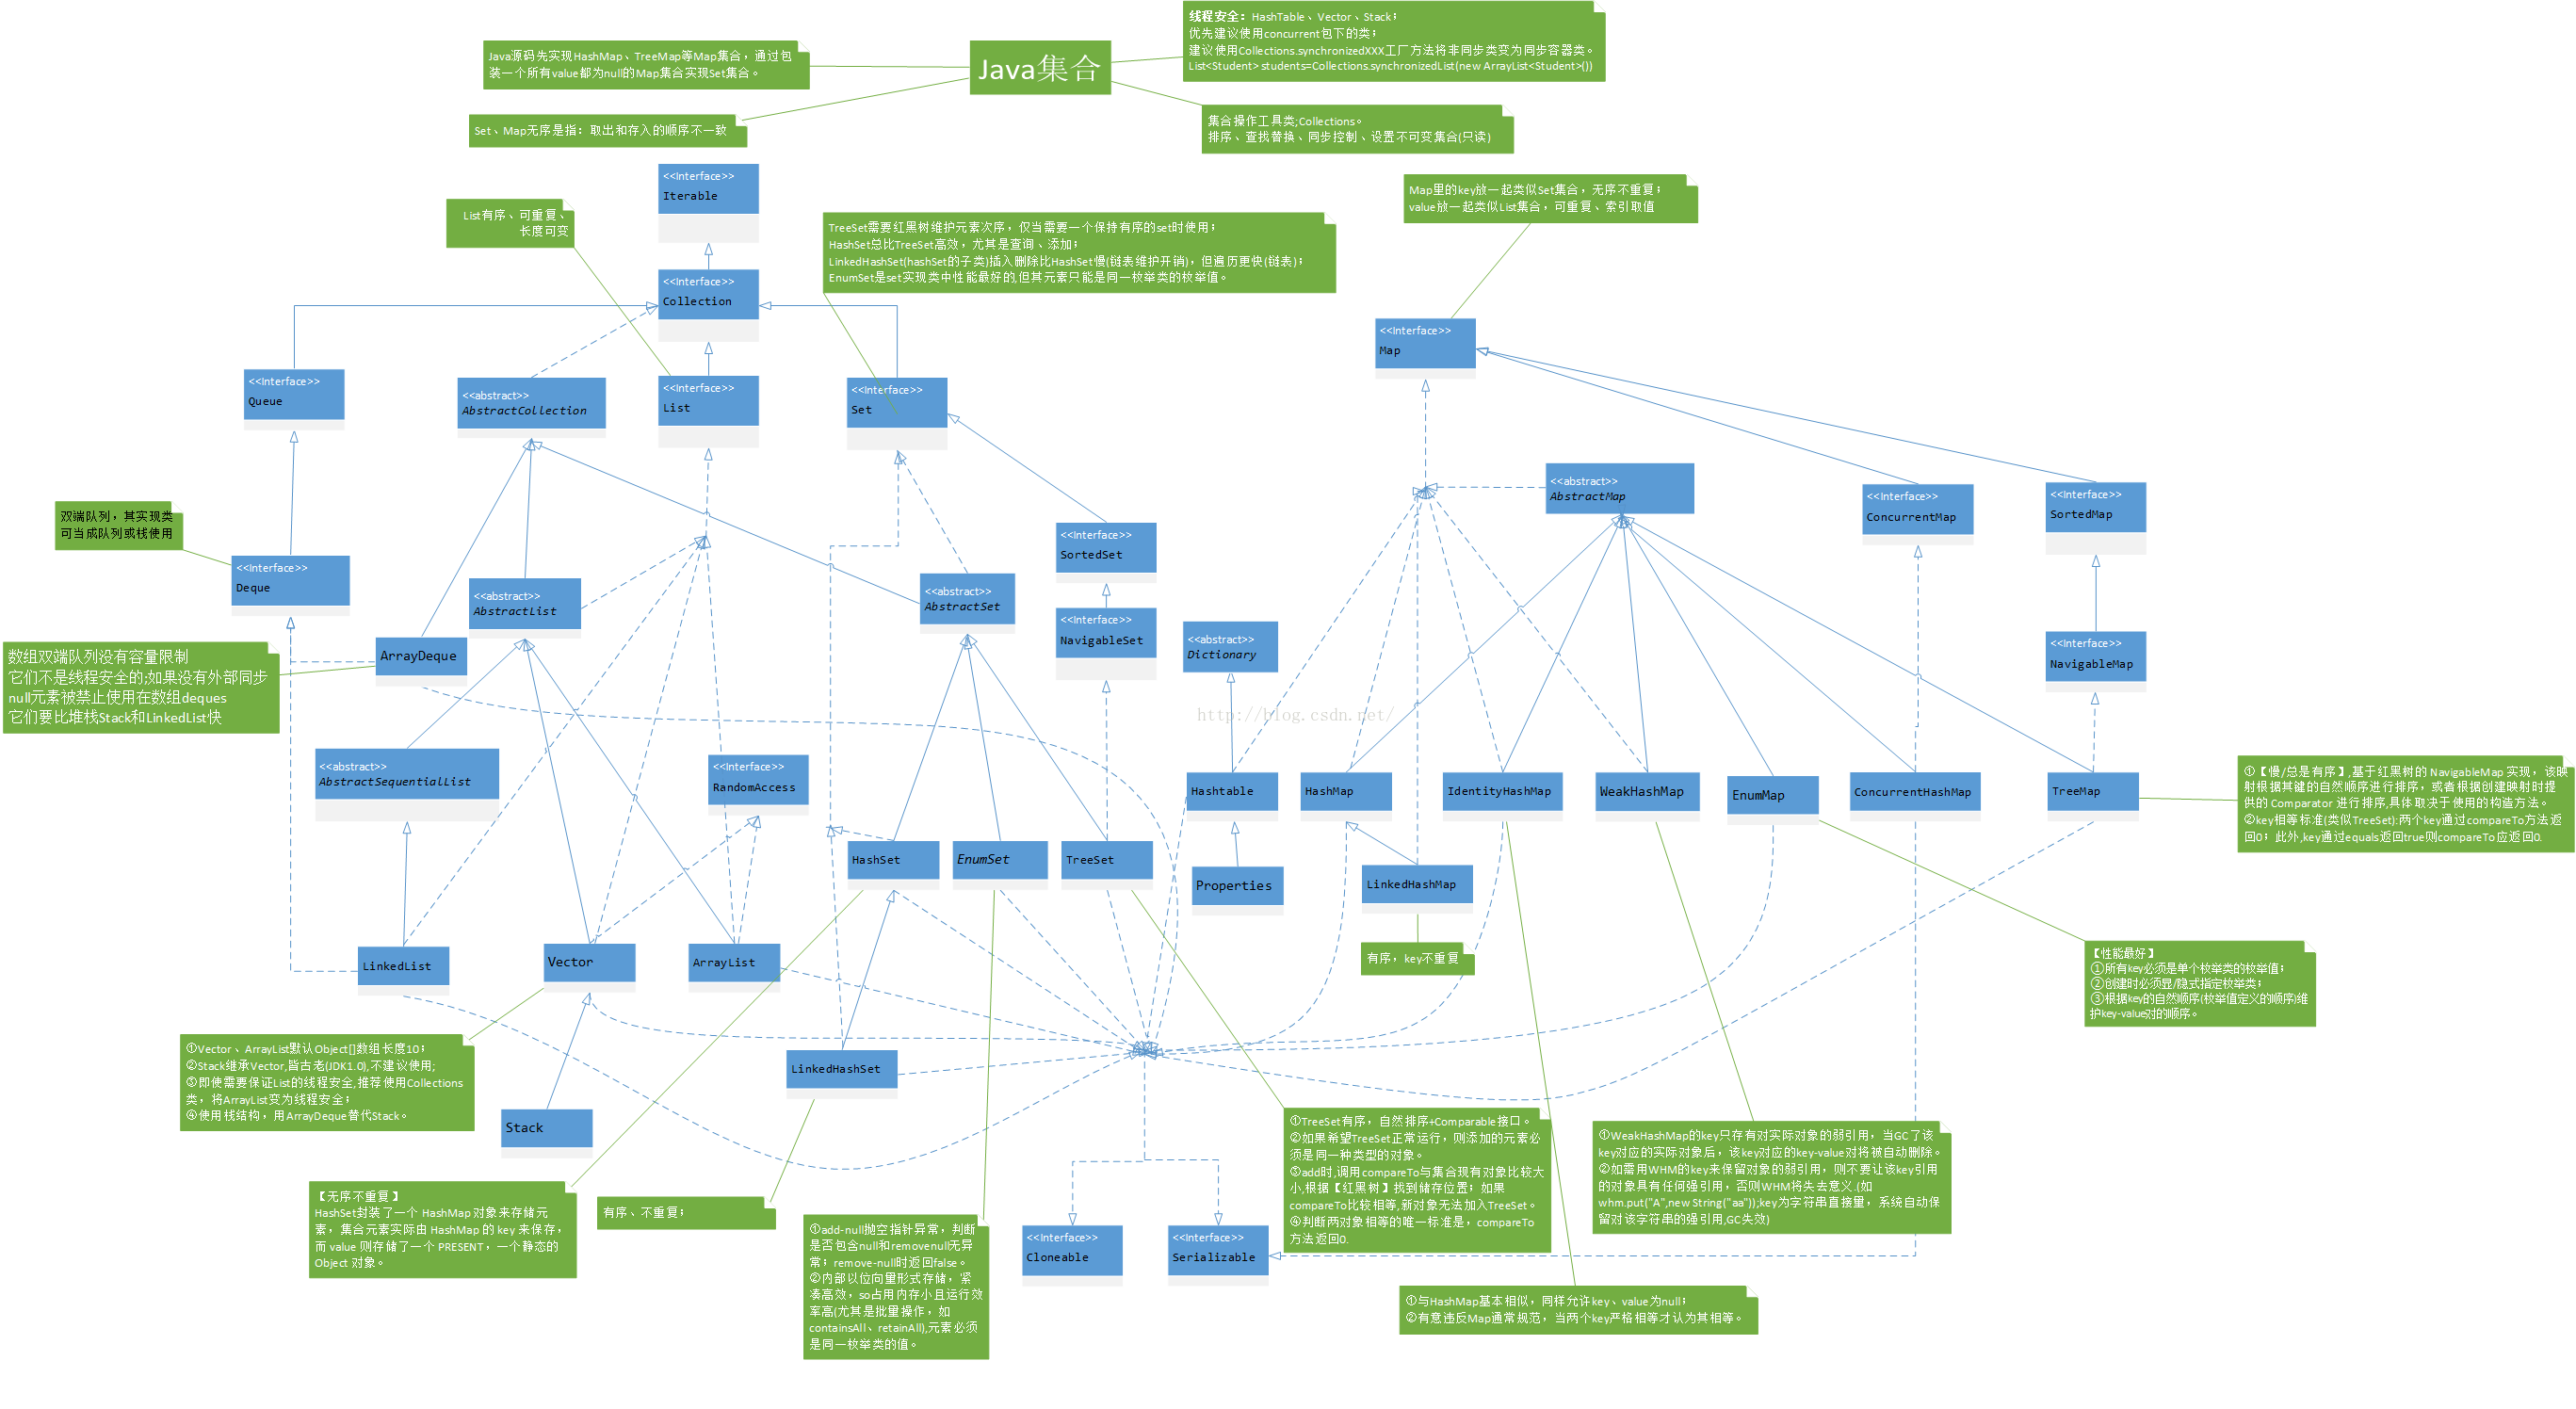 线程安全：HashTable、Vector、Stack；
优先建议使用concurrent包下的类；
建议使用Collections.synchronizedXXX工厂方法将非同步类变为同步容器类。
List<Student> students=Collections.synchronizedList(new ArrayList<Student>())
Java源码先实现HashMap、TreeMap等Map集合，通过包
装一个所有value都为null的Map集合实现Set集合。
Java集合
Set、Map无序是指：取出和存入的顺序不一致
集合操作工具类;Collections。
排序、查找替换、同步控制、设置不可变集合(只读)
<<Interface>>
Iterable
List有序、可重复、
长度可变
TreeSet需要红黑树维护元素次序，仅当需要一个保持有序的set时使用；
HashSet总比TreeSet高效，尤其是查询、添加；
LinkedHashSet(hashSet的子类)插入删除比HashSet慢(链表维护开销)，但遍历更快(链表)；
EnumSet是set实现类中性能最好的,但其元素只能是同一枚举类的枚举值。
Map里的key放一起类似Set集合，无序不重复；
value放一起类似List集合，可重复、索引取值
<<Interface>>
Collection
<<Interface>>
Map
<<Interface>>
Queue
<<abstract>>
AbstractCollection
<<Interface>>
List
<<Interface>>
Set
<<abstract>>
AbstractMap
<<Interface>>
ConcurrentMap
<<Interface>>
SortedMap
双端队列，其实现类
可当成队列或栈使用
<<Interface>>
Deque
<<abstract>>
AbstractList
<<abstract>>
AbstractSet
<<Interface>>
SortedSet
<<Interface>>
NavigableSet
<<abstract>>
Dictionary
<<Interface>>
NavigableMap
数组双端队列没有容量限制
它们不是线程安全的;如果没有外部同步
null元素被禁止使用在数组deques
它们要比堆栈Stack和LinkedList快
ArrayDeque
http://blog.csdn.net/
<<abstract>>
AbstractSequentialList
<<Interface>>
RandomAccess
Hashtable
HashMap
IdentityHashMap
WeakHashMap
EnumMap
ConcurrentHashMap
TreeMap
①【慢/总是有序】,基于红黑树的 NavigableMap 实现，该映
射根据其键的自然顺序进行排序，或者根据创建映射时提
供的 Comparator 进行排序,具体取决于使用的构造方法。
②key相等标准(类似TreeSet):两个key通过compareTo方法返
回0；此外,key通过equals返回true则compareTo应返回0.
HashSet
EnumSet
TreeSet
Properties
LinkedHashMap
LinkedList
Vector
ArrayList
有序，key不重复
【性能最好】
①所有key必须是单个枚举类的枚举值；
②创建时必须显/隐式指定枚举类；
③根据key的自然顺序(枚举值定义的顺序)维
护key-value对的顺序。
①Vector、ArrayList默认Object[]数组长度10；
②Stack继承Vector,皆古老(JDK1.0),不建议使用;
③即使需要保证List的线程安全,推荐使用Collections
类，将ArrayList变为线程安全；
④使用栈结构，用ArrayDeque替代Stack。
LinkedHashSet
Stack
①TreeSet有序，自然排序+Comparable接口。
②如果希望TreeSet正常运行，则添加的元素必
须是同一种类型的对象。
③add时,调用compareTo与集合现有对象比较大
小,根据【红黑树】找到储存位置；如果
compareTo比较相等,新对象无法加入TreeSet。
④判断两对象相等的唯一标准是，compareTo
方法返回0.
①WeakHashMap的key只存有对实际对象的弱引用，当GC了该
key对应的实际对象后，该key对应的key-value对将被自动删除。
②如需用WHM的key来保留对象的弱引用，则不要让该key引用
的对象具有任何强引用，否则WHM将失去意义.(如
whm.put("A",new String("aa"));key为字符串直接量，系统自动保
留对该字符串的强引用,GC失效)
【无序不重复】
HashSet封装了一个 HashMap 对象来存储元
素，集合元素实际由 HashMap 的 key 来保存，
而 value 则存储了一个 PRESENT，一个静态的
Object 对象。
有序、不重复；
①add-null抛空指针异常，判断
是否包含null和removenull无异
常；remove-null时返回false。
②内部以位向量形式存储，紧
凑高效，so占用内存小且运行效
率高(尤其是批量操作，如
containsAll、retainAll),元素必须
是同一枚举类的值。
<<Interface>>
Cloneable
<<Interface>>
Serializable
①与HashMap基本相似，同样允许key、value为null；
②有意违反Map通常规范，当两个key严格相等才认为其相等。